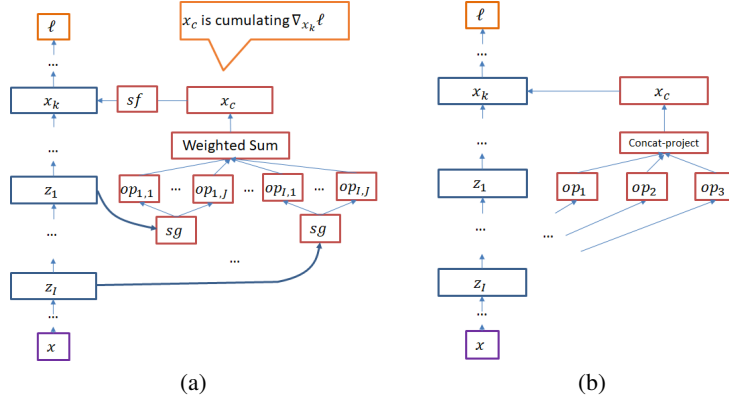 ℓ
...
x_k
sf
x_c
x_c is cumulating ∇_{x_k} ℓ
Weighted Sum
...
z_1
op_{1,1} ... op_{1,J} op_{I,1} ... op_{I,J}
sg
sg
...
...
z_I
...
x
(a)
ℓ
...
x_k
x_c
Concat-project
...
z_1
op_1
op_2
op_3
...
...
z_I
...
x
(b)